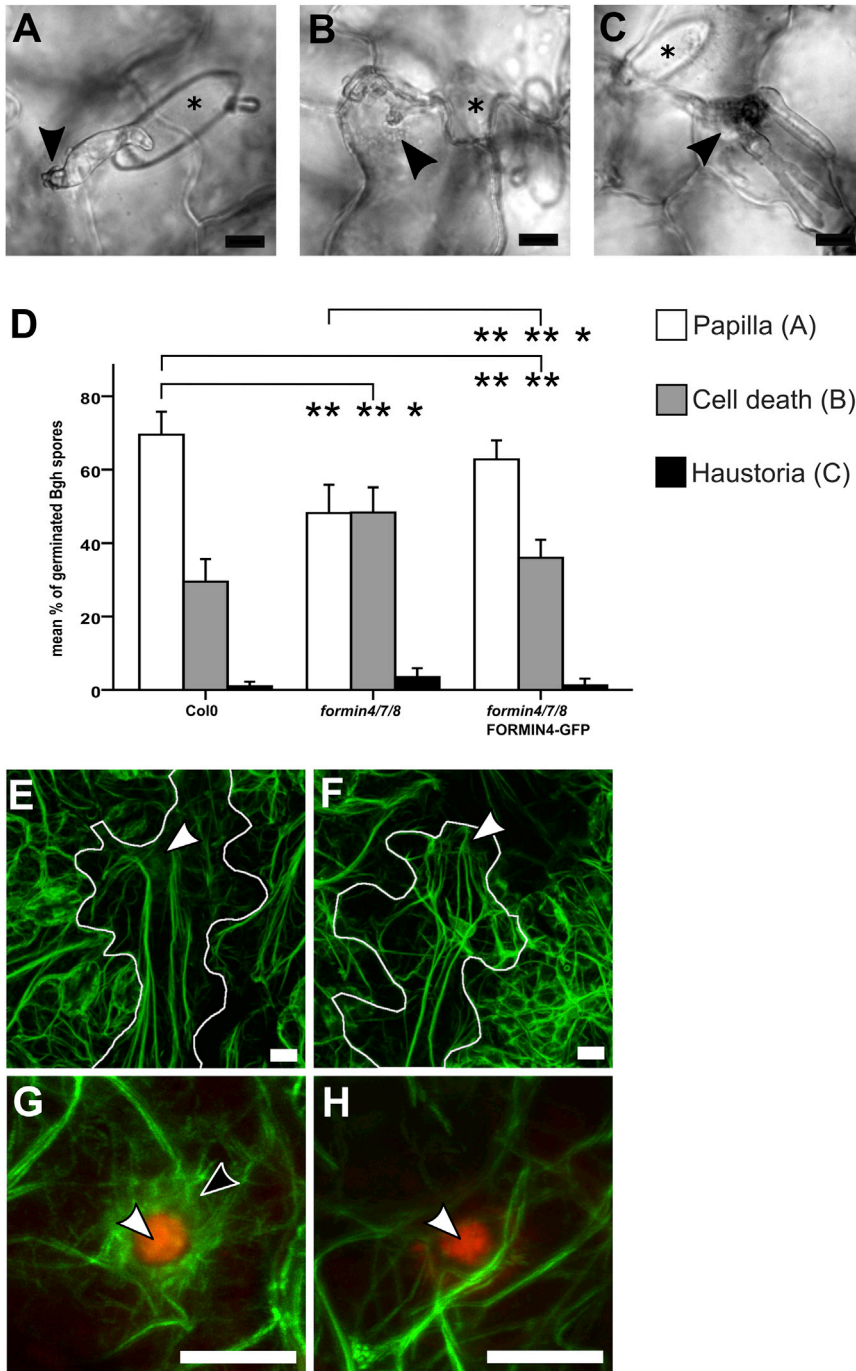 A
B
C
*
*
*
D
** ** *
** **
** ** *
Papilla (A)
Cell death (B)
Haustoria (C)
mean % of germinated Bgh spores
80
60
40
20
0
Col0
formin4/7/8
formin4/7/8
FORMIN4-GFP
E
F
G
H